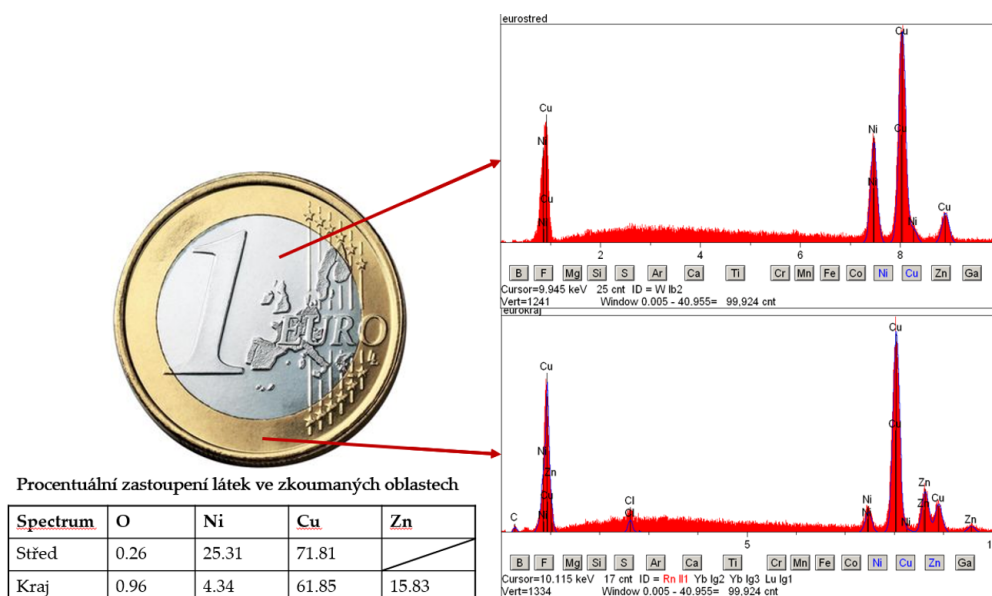 eurostred
Cu
Cu
Ni
Ni
Cu
Ni
Cu
Cu
Ni
Ni
Cu
2
4
6
8
B F Mg Si S Ar Ca Ti Cr Mn Fe Co Ni Cu Zn Ga
Cursor=9.945 keV 25 cnt ID = W lb2
Vert=1241 Window 0.005 - 40.955= 99,924 cnt
eurokraj
Cu
Cu
Cu
Ni
Zn
Cu
Ni
C
Cl
Cl
Ni
Ni
Zn
Zn
Cu
Zn
5
1
B F Mg Si S Ar Ca Ti Cr Mn Fe Co Ni Cu Zn Ga
Cursor=10.115 keV 17 cnt ID = Rn ll1 Yb lg2 Yb lg3 Lu lg1
Vert=1334 Window 0.005 - 40.955= 99,924 cnt
1
EURO
Procentuální zastoupení látek ve zkoumaných oblastech
Spectrum O Ni Cu Zn
Střed 0.26 25.31 71.81
Kraj 0.96 4.34 61.85 15.83